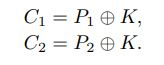 C₁ = P₁ ⊕ K,
C₂ = P₂ ⊕ K.